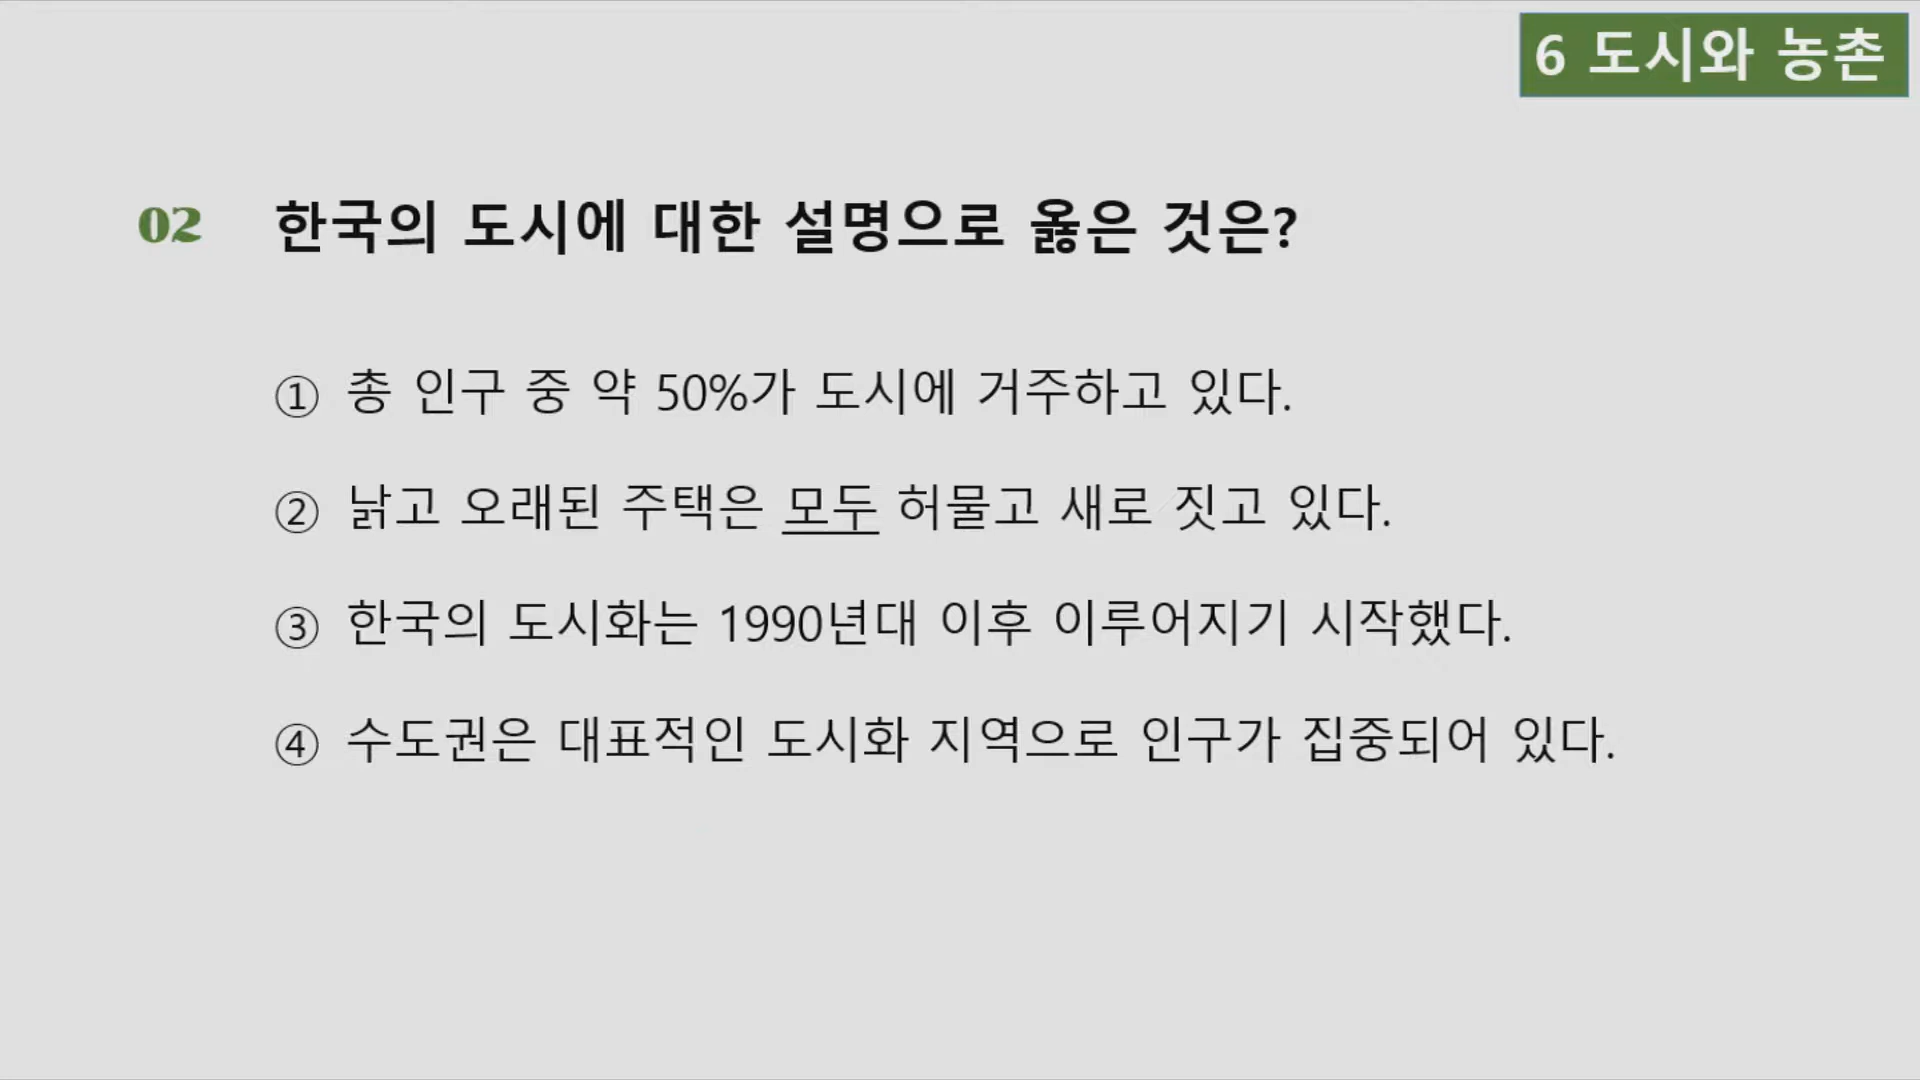 6 도시와 농촌
02 한국의 도시에 대한 설명으로 옳은 것은?
① 총 인구 중 약 50%가 도시에 거주하고 있다.
② 낡고 오래된 주택은 모두 허물고 새로 짓고 있다.
③ 한국의 도시화는 1990년대 이후 이루어지기 시작했다.
④ 수도권은 대표적인 도시화 지역으로 인구가 집중되어 있다.